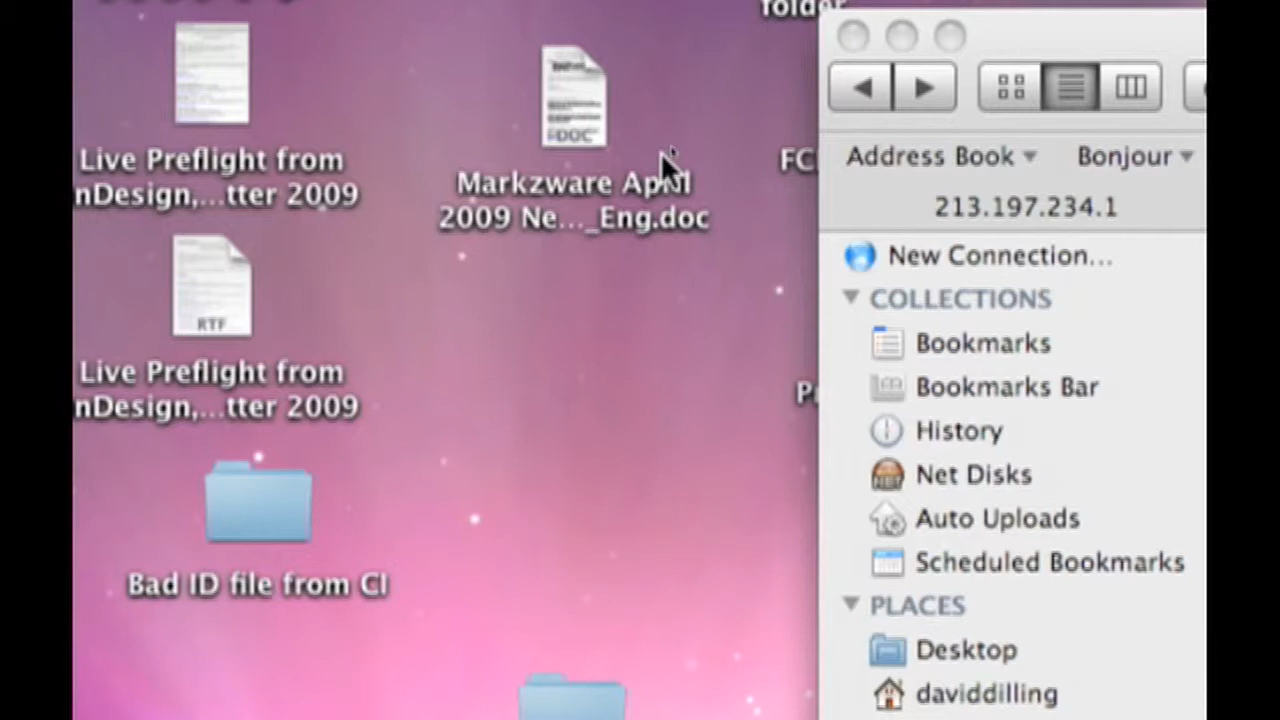 folder
Live Preflight from
nDesign,...tter 2009
DOC
Markzware April
2009 Ne..._Eng.doc
RTF
Live Preflight from
nDesign,...tter 2009
Bad ID file from CI
FC
P
Address Book
Bonjour
213.197.234.1
New Connection...
COLLECTIONS
Bookmarks
Bookmarks Bar
History
Net Disks
Auto Uploads
Scheduled Bookmarks
PLACES
Desktop
daviddilling